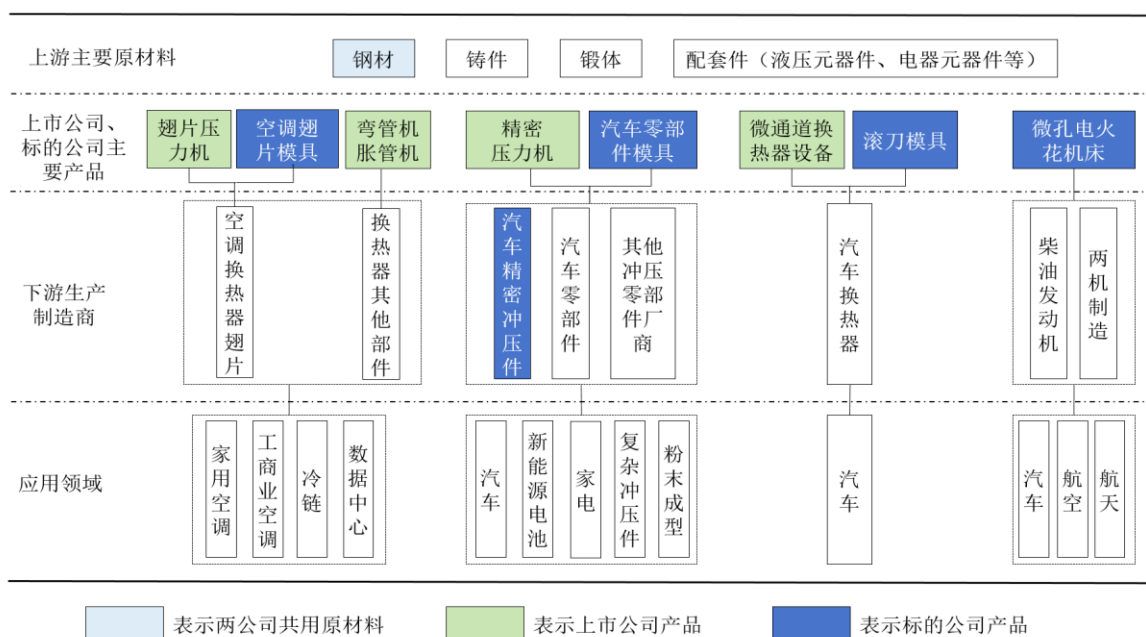 上游主要原材料
钢材
铸件
锻体
配套件（液压元器件、电器元器件等）
上市公司、
标的公司主
要产品
翅片压
力机
空调翅
片模具
弯管机
胀管机
精密
压力机
汽车零部
件模具
微通道换
热器设备
滚刀模具
微孔电火
花机床
下游生产
制造商
空调换热器翅片
换热器其他部件
汽车精密冲压件
汽车零部件
其他
冲压
零部
件厂
商
汽车换热器
柴油发动机
两机制造
应用领域
家用空调
工商业空调
冷链
数据中心
汽车
新能源电池
家电
复杂冲压件
粉末成型
汽车
汽车
航空
航天
表示两公司共用原材料
表示上市公司产品
表示标的公司产品